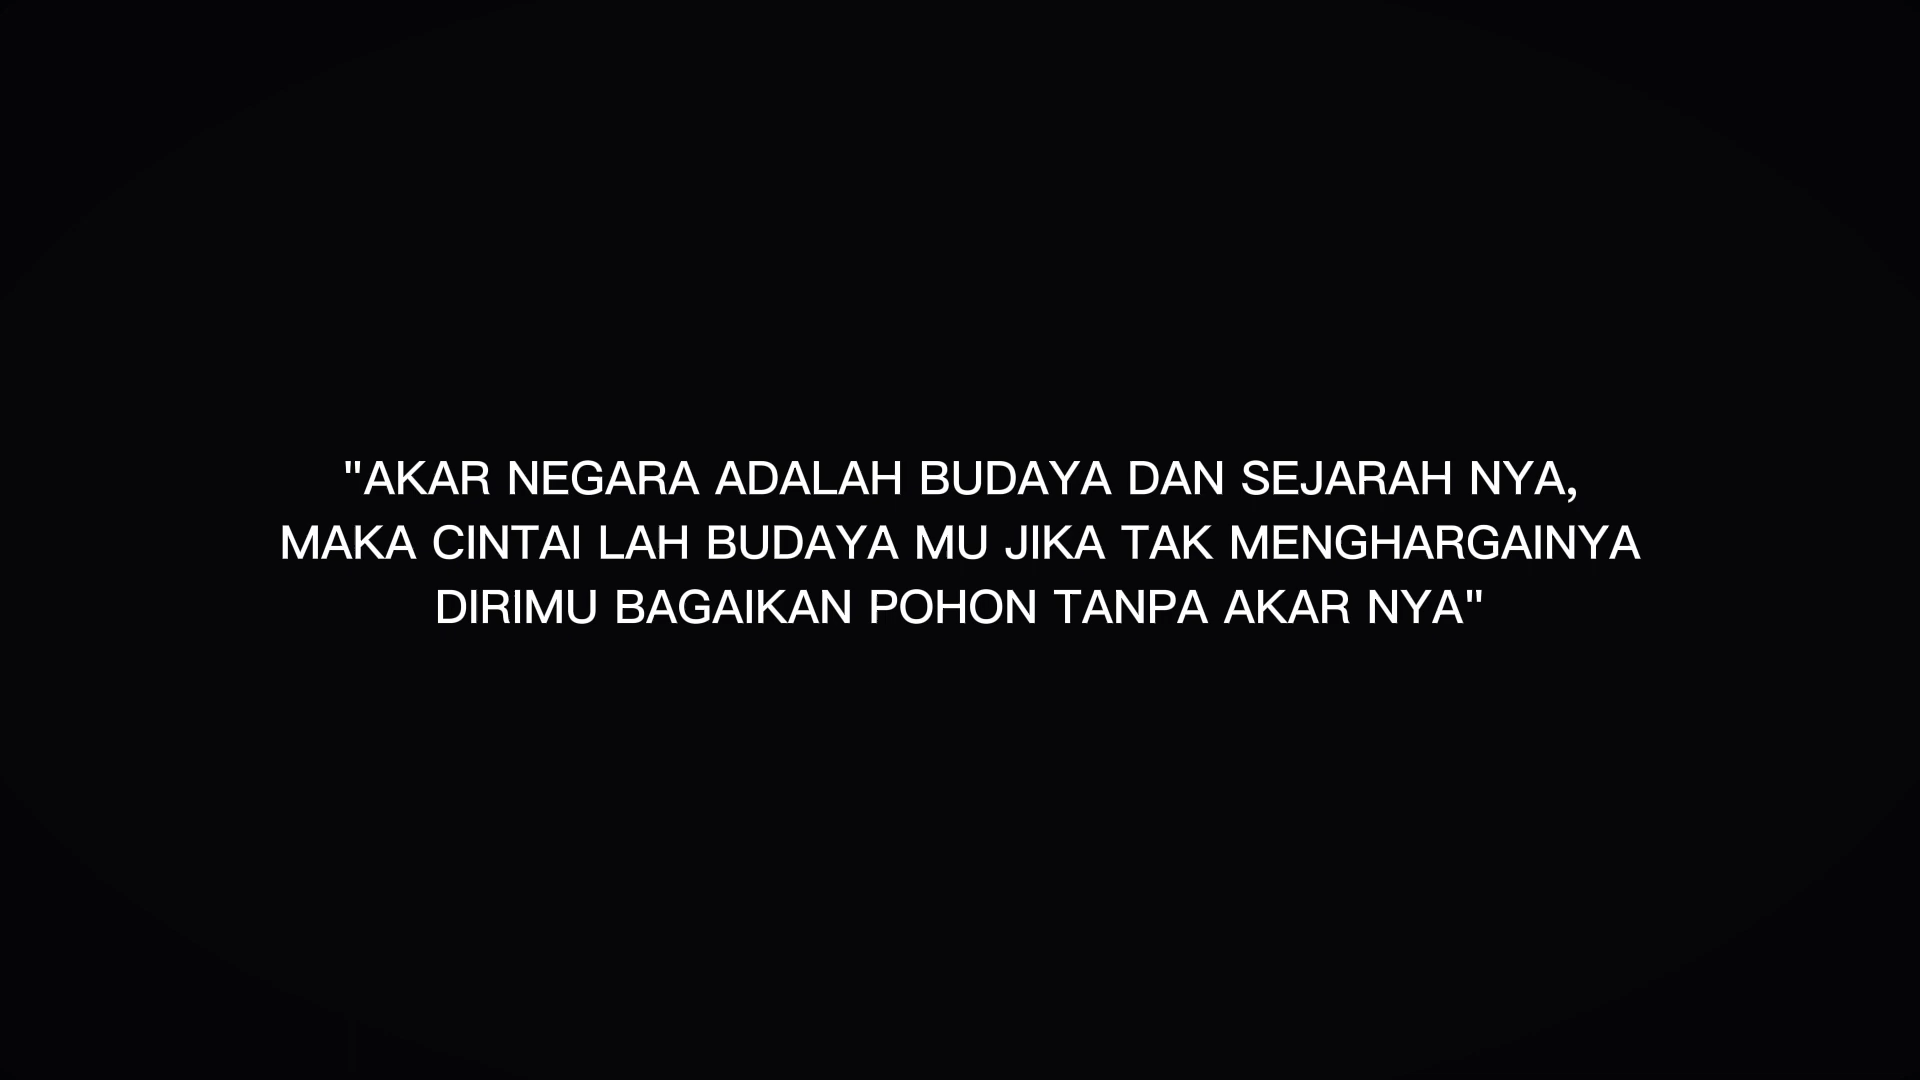 "AKAR NEGARA ADALAH BUDAYA DAN SEJARAH NYA,
MAKA CINTAI LAH BUDAYA MU JIKA TAK MENGHARGAINYA
DIRIMU BAGAIKAN POHON TANPA AKAR NYA"